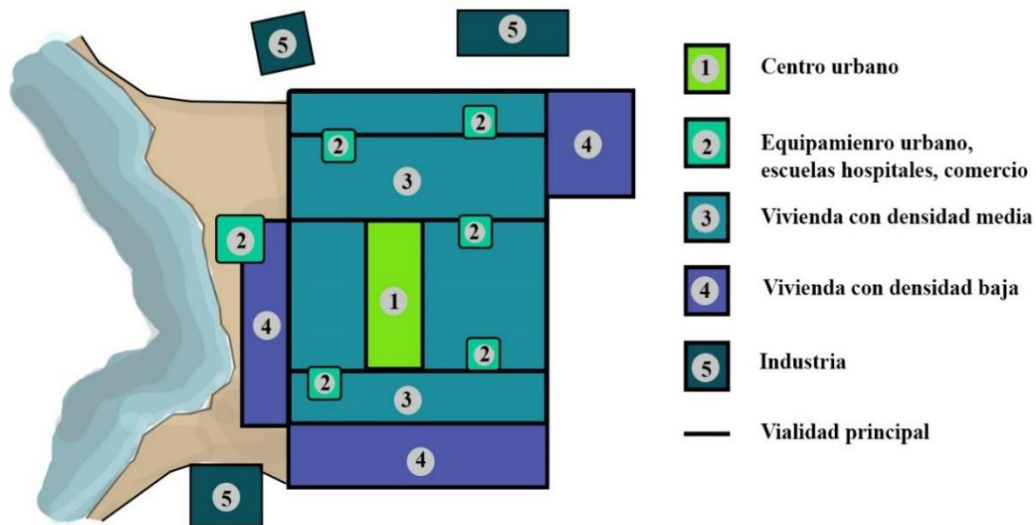 5
5
2
2
4
3
2
2
1
4
2
2
3
4
5
1 Centro urbano
2 Equipamienro urbano,
escuelas hospitales, comercio
3 Vivienda con densidad media
4 Vivienda con densidad baja
5 Industria
Vialidad principal